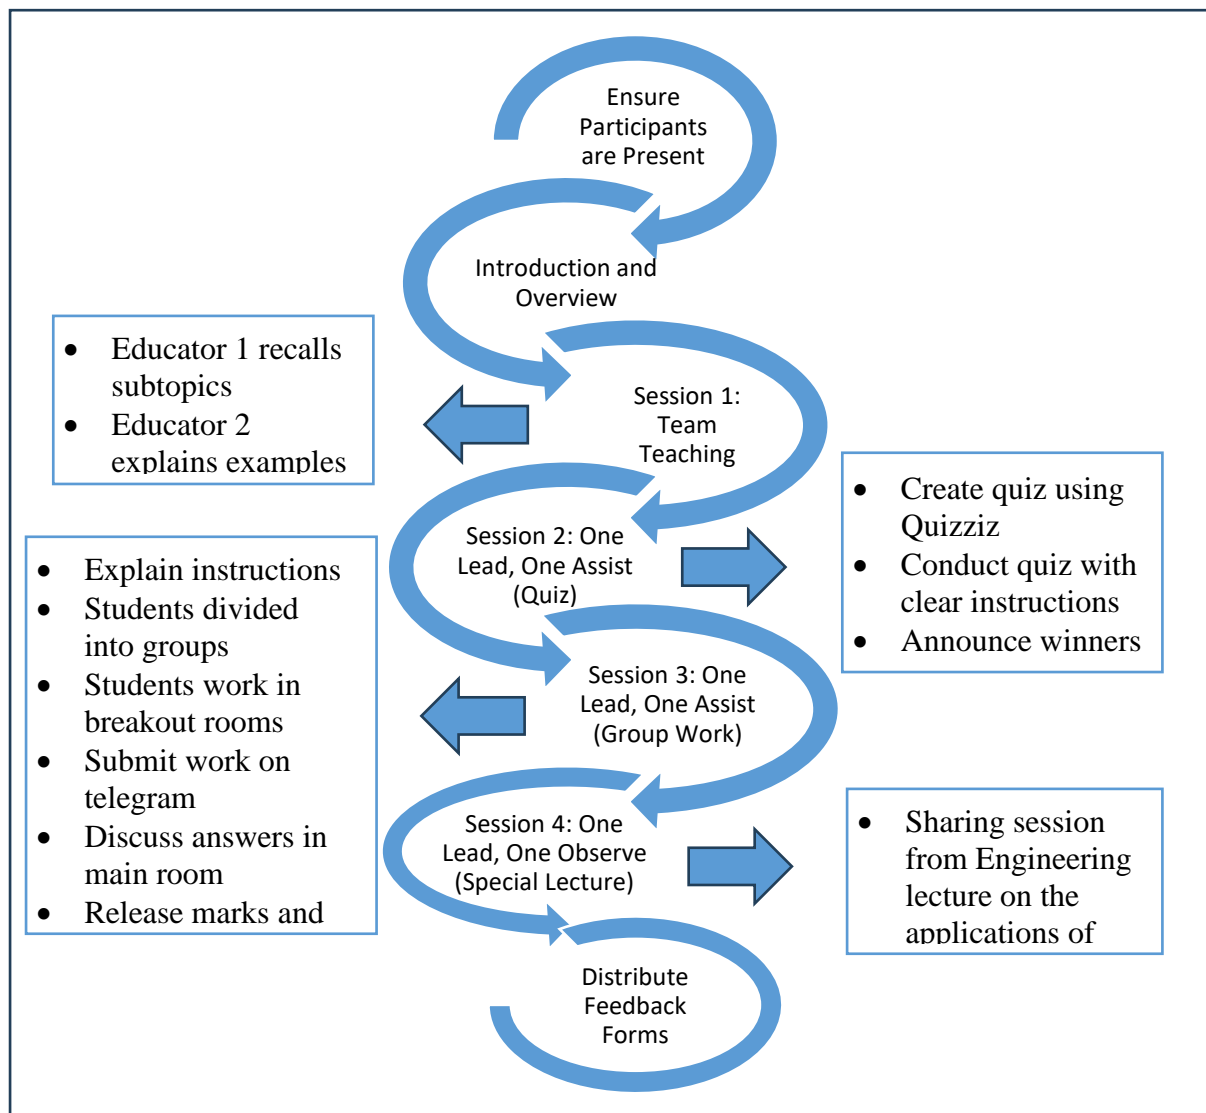 Ensure
Participants
are Present
Introduction and
Overview
• Educator 1 recalls
subtopics
• Educator 2
explains examples
Session 1:
Team
Teaching
Session 2: One
Lead, One Assist
(Quiz)
• Create quiz using
Quizziz
• Conduct quiz with
clear instructions
• Announce winners
• Explain instructions
• Students divided
into groups
• Students work in
breakout rooms
• Submit work on
telegram
• Discuss answers in
main room
• Release marks and
Session 3: One
Lead, One Assist
(Group Work)
Session 4: One
Lead, One Observe
(Special Lecture)
• Sharing session
from Engineering
lecture on the
applications of
Distribute
Feedback
Forms